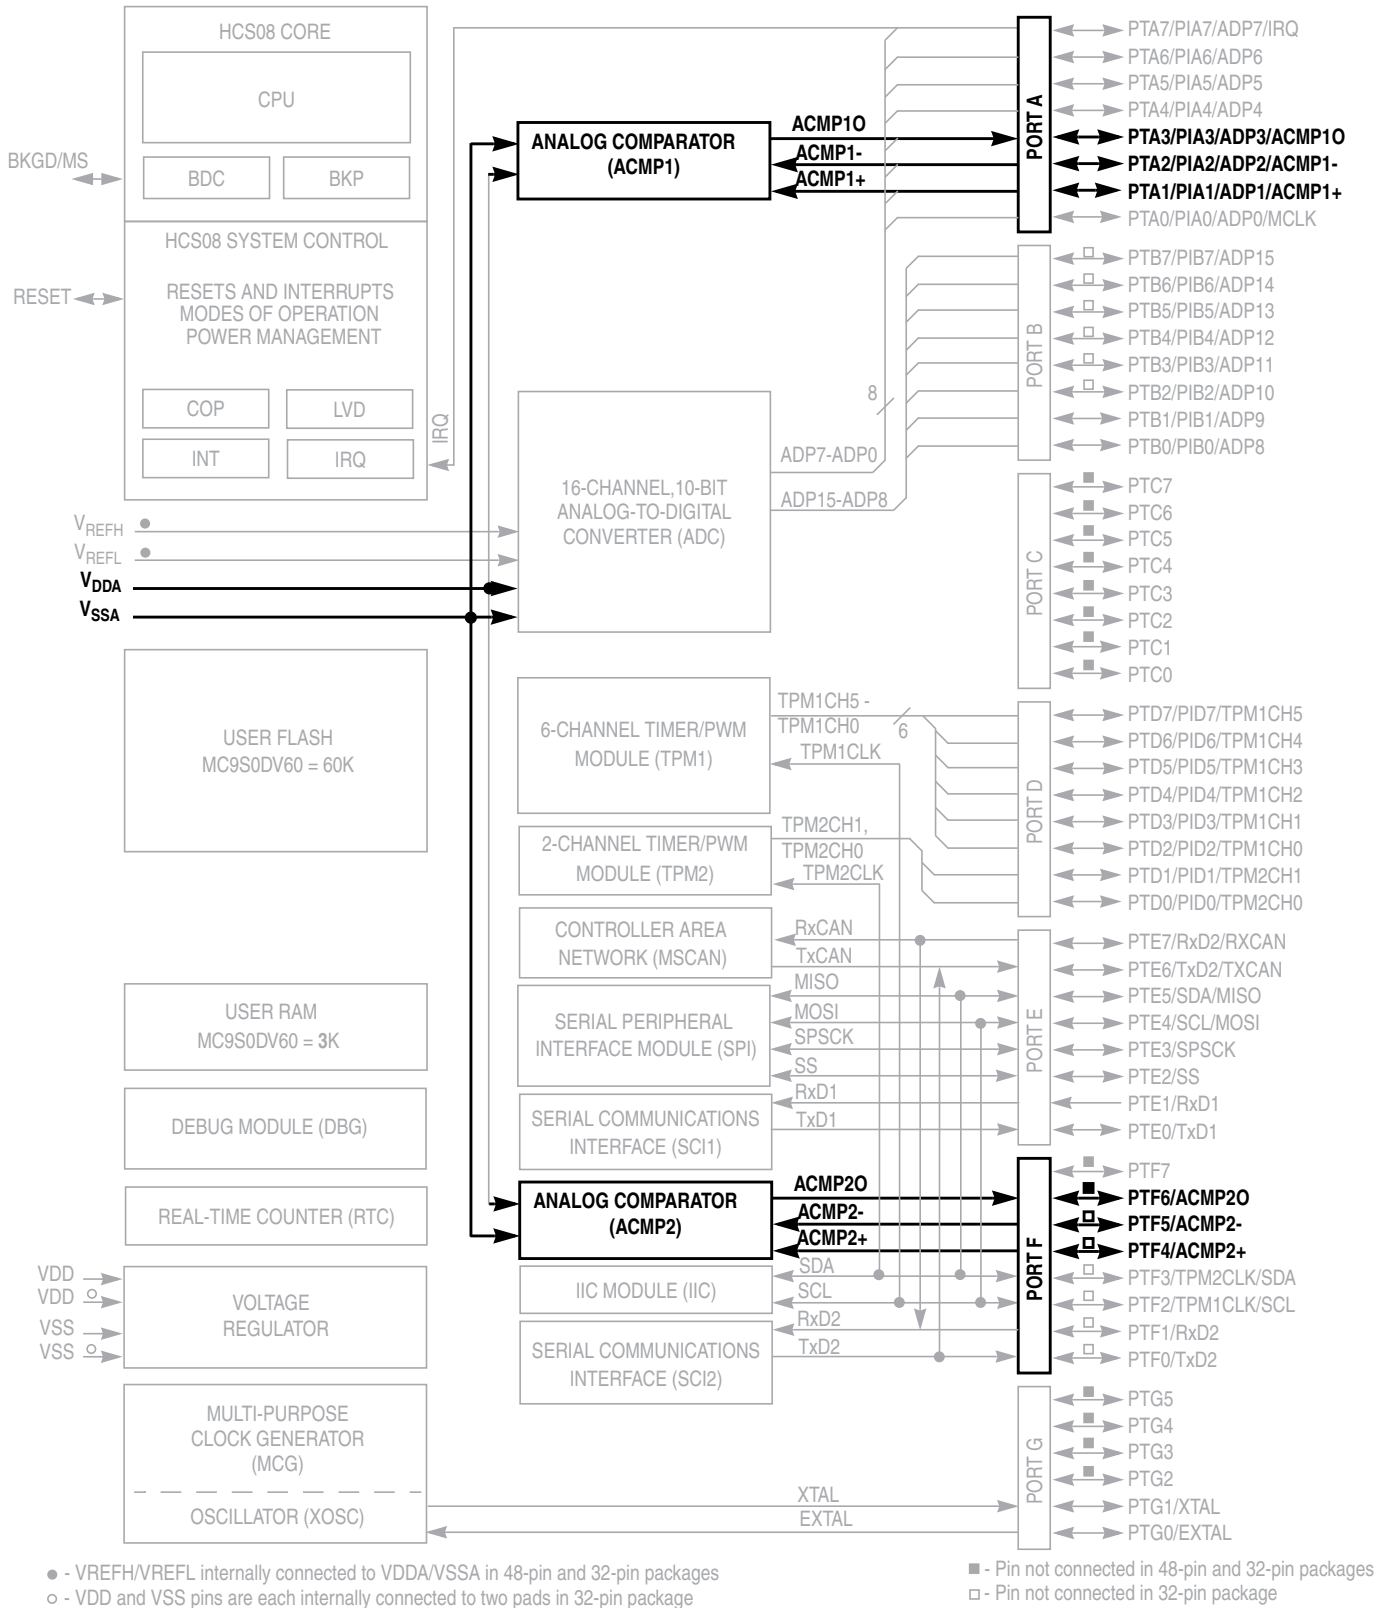 HCS08 CORE
CPU
BDC
BKP
BKGD/MS
HCS08 SYSTEM CONTROL
RESETS AND INTERRUPTS
MODES OF OPERATION
POWER MANAGEMENT
RESET
COP
LVD
INT
IRQ
IRQ
VREFH
VREFL
VDDA
VSSA
USER FLASH
MC9S0DV60 = 60K
USER RAM
MC9S0DV60 = 3K
DEBUG MODULE (DBG)
REAL-TIME COUNTER (RTC)
VDD
VDD
VSS
VSS
VOLTAGE
REGULATOR
MULTI-PURPOSE
CLOCK GENERATOR
(MCG)
OSCILLATOR (XOSC)
ANALOG COMPARATOR
(ACMP1)
ACMP1O
ACMP1-
ACMP1+
16-CHANNEL,10-BIT
ANALOG-TO-DIGITAL
CONVERTER (ADC)
8
ADP7-ADP0
ADP15-ADP8
6-CHANNEL TIMER/PWM
MODULE (TPM1)
TPM1CH5 -
TPM1CH0
6
TPM1CLK
2-CHANNEL TIMER/PWM
MODULE (TPM2)
TPM2CH1,
TPM2CH0
TPM2CLK
CONTROLLER AREA
NETWORK (MSCAN)
RxCAN
TxCAN
SERIAL PERIPHERAL
INTERFACE MODULE (SPI)
MISO
MOSI
SPSCK
SS
SERIAL COMMUNICATIONS
INTERFACE (SCI1)
RxD1
TxD1
ANALOG COMPARATOR
(ACMP2)
ACMP2O
ACMP2-
ACMP2+
IIC MODULE (IIC)
SDA
SCL
SERIAL COMMUNICATIONS
INTERFACE (SCI2)
RxD2
TxD2
XTAL
EXTAL
PORT A
PTA7/PIA7/ADP7/IRQ
PTA6/PIA6/ADP6
PTA5/PIA5/ADP5
PTA4/PIA4/ADP4
PTA3/PIA3/ADP3/ACMP1O
PTA2/PIA2/ADP2/ACMP1-
PTA1/PIA1/ADP1/ACMP1+
PTA0/PIA0/ADP0/MCLK
PORT B
PTB7/PIB7/ADP15
PTB6/PIB6/ADP14
PTB5/PIB5/ADP13
PTB4/PIB4/ADP12
PTB3/PIB3/ADP11
PTB2/PIB2/ADP10
PTB1/PIB1/ADP9
PTB0/PIB0/ADP8
PORT C
PTC7
PTC6
PTC5
PTC4
PTC3
PTC2
PTC1
PTC0
PORT D
PTD7/PID7/TPM1CH5
PTD6/PID6/TPM1CH4
PTD5/PID5/TPM1CH3
PTD4/PID4/TPM1CH2
PTD3/PID3/TPM1CH1
PTD2/PID2/TPM1CH0
PTD1/PID1/TPM2CH1
PTD0/PID0/TPM2CH0
PORT E
PTE7/RxD2/RXCAN
PTE6/TxD2/TXCAN
PTE5/SDA/MISO
PTE4/SCL/MOSI
PTE3/SPSCK
PTE2/SS
PTE1/RxD1
PTE0/TxD1
PORT F
PTF7
PTF6/ACMP2O
PTF5/ACMP2-
PTF4/ACMP2+
PTF3/TPM2CLK/SDA
PTF2/TPM1CLK/SCL
PTF1/RxD2
PTF0/TxD2
PORT G
PTG5
PTG4
PTG3
PTG2
PTG1/XTAL
PTG0/EXTAL
● - VREFH/VREFL internally connected to VDDA/VSSA in 48-pin and 32-pin packages
○ - VDD and VSS pins are each internally connected to two pads in 32-pin package
■ - Pin not connected in 48-pin and 32-pin packages
□ - Pin not connected in 32-pin package